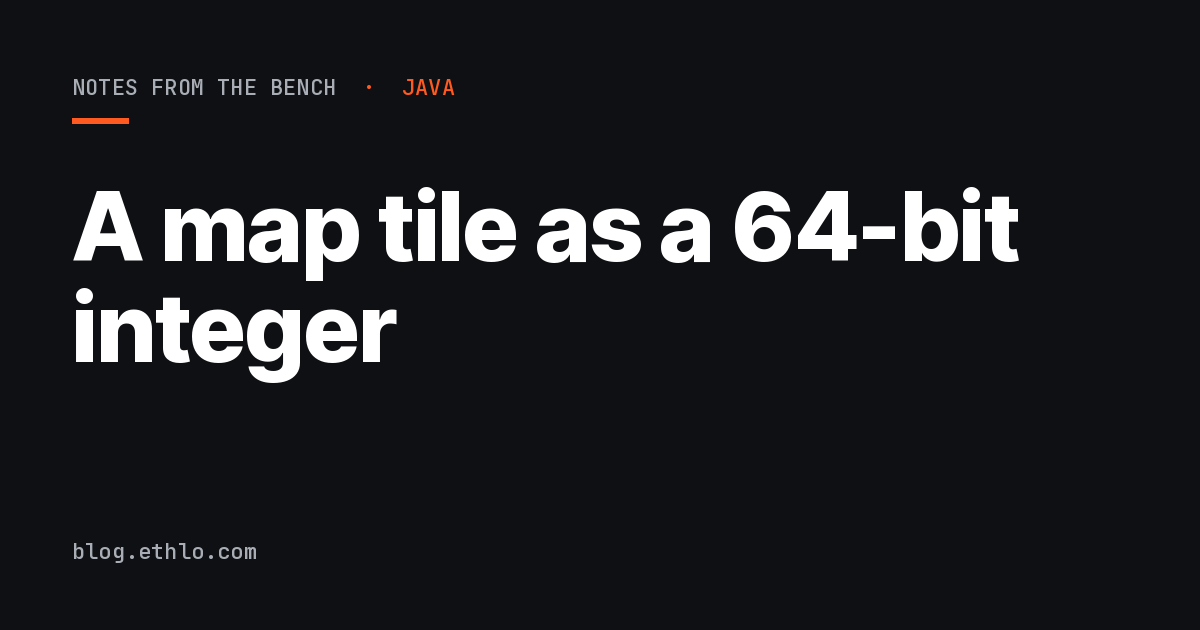 NOTES FROM THE BENCH · JAVA
A map tile as a 64-bit
integer
blog.ethlo.com